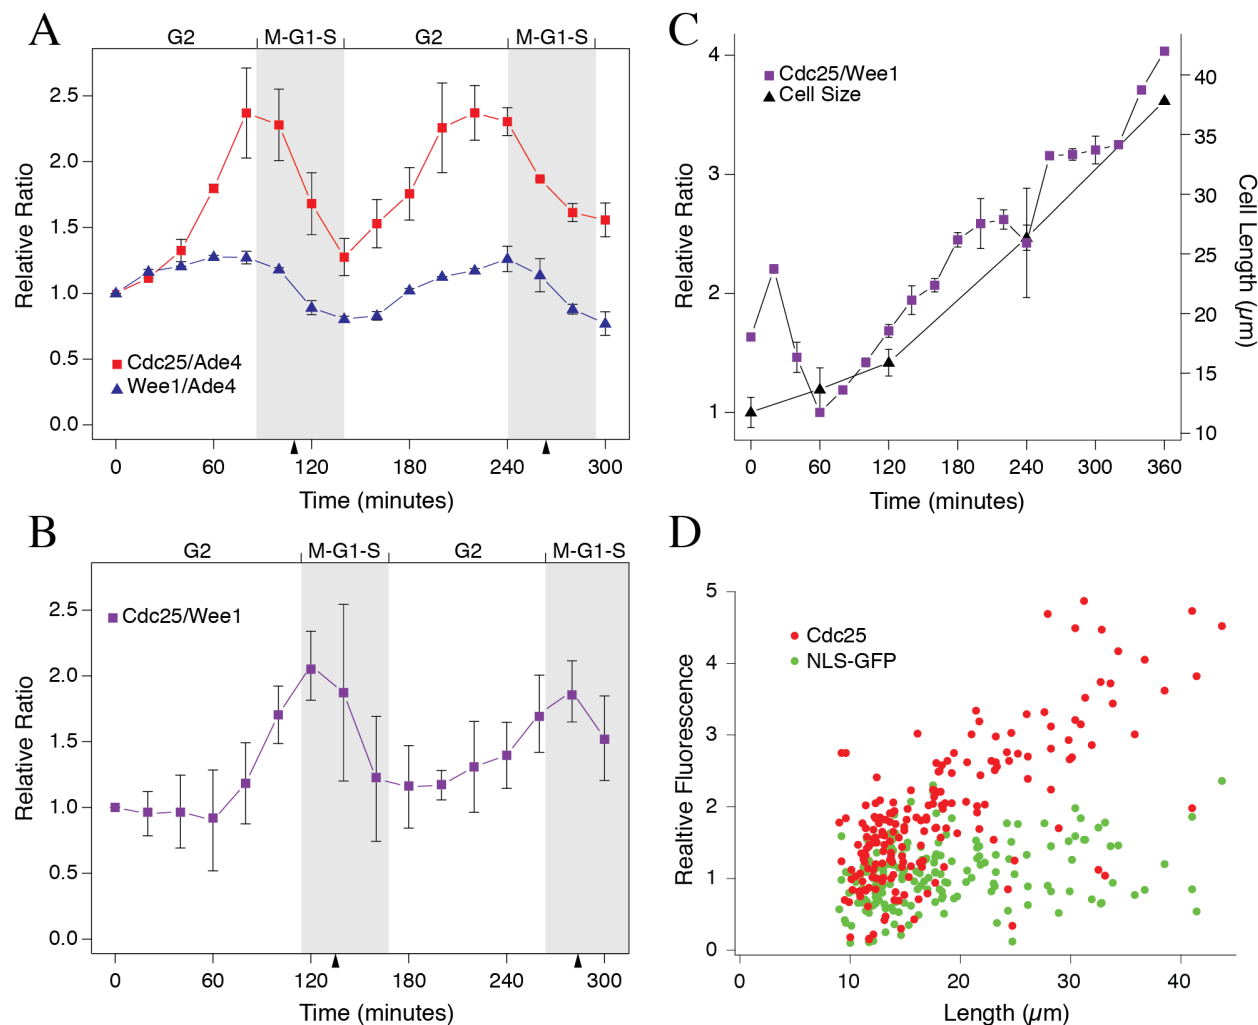 A
G2 M-G1-S G2 M-G1-S
2.5
2.0
1.5
1.0
0.5
0.0
Relative Ratio
Cdc25/Ade4
Wee1/Ade4
0 60 120 180 240 300
Time (minutes)
B
G2 M-G1-S G2 M-G1-S
2.5
2.0
1.5
1.0
0.5
0.0
Relative Ratio
Cdc25/Wee1
0 60 120 180 240 300
Time (minutes)
C
4
3
2
1
Relative Ratio
Cdc25/Wee1
Cell Size
40
35
30
25
20
15
10
Cell Length (µm)
0 60 120 180 240 300 360
Time (minutes)
D
5
4
3
2
1
0
Realtive Fluorescence
Cdc25
NLS-GFP
0 10 20 30 40
Length (µm)